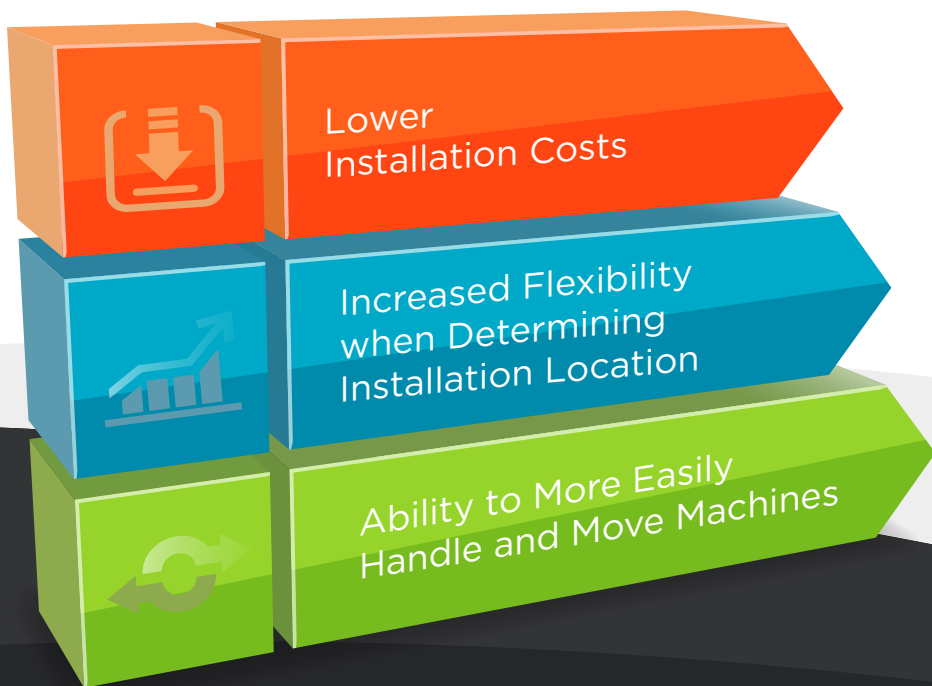 Lower
Installation Costs
Increased Flexibility
when Determining
Installation Location
Ability to More Easily
Handle and Move Machines